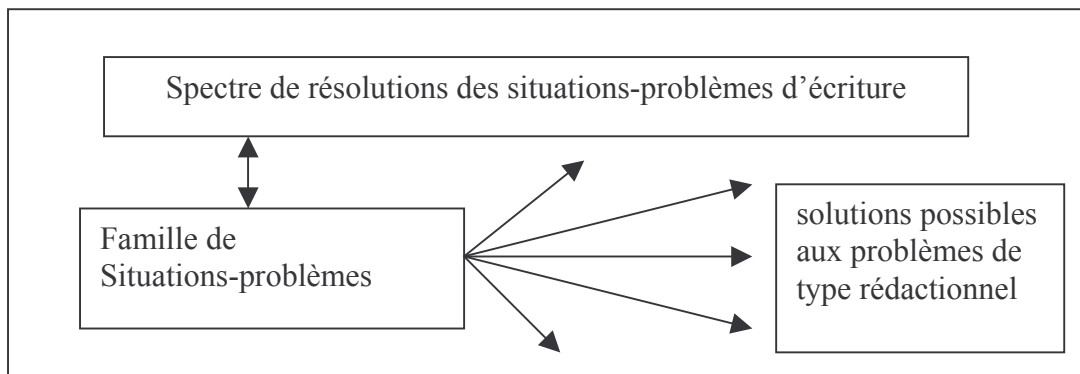 Spectre de résolutions des situations-problèmes d’écriture
Famille de
Situations-problèmes
solutions possibles
aux problèmes de
type rédactionnel